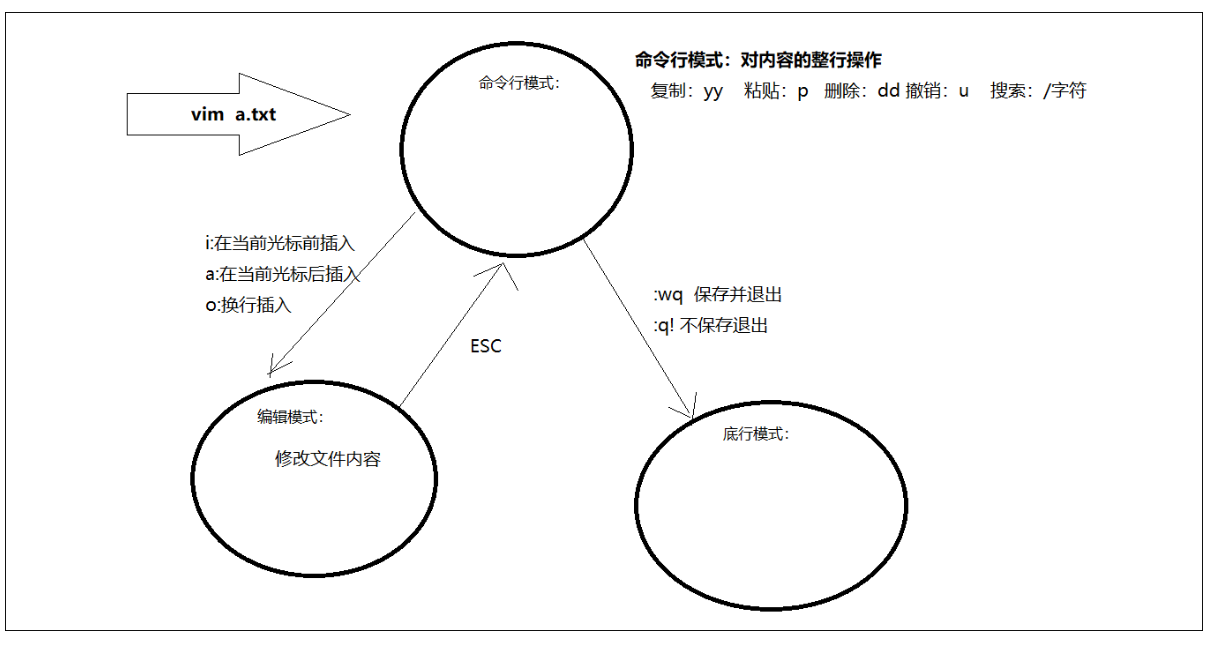 命令行模式：对内容的整行操作
命令行模式：
复制：yy 粘贴：p 删除：dd 撤销：u 搜索：/字符
vim a.txt
i:在当前光标前插入
a:在当前光标后插入
o:换行插入
:wq 保存并退出
:q! 不保存退出
ESC
编辑模式：
修改文件内容
底行模式：